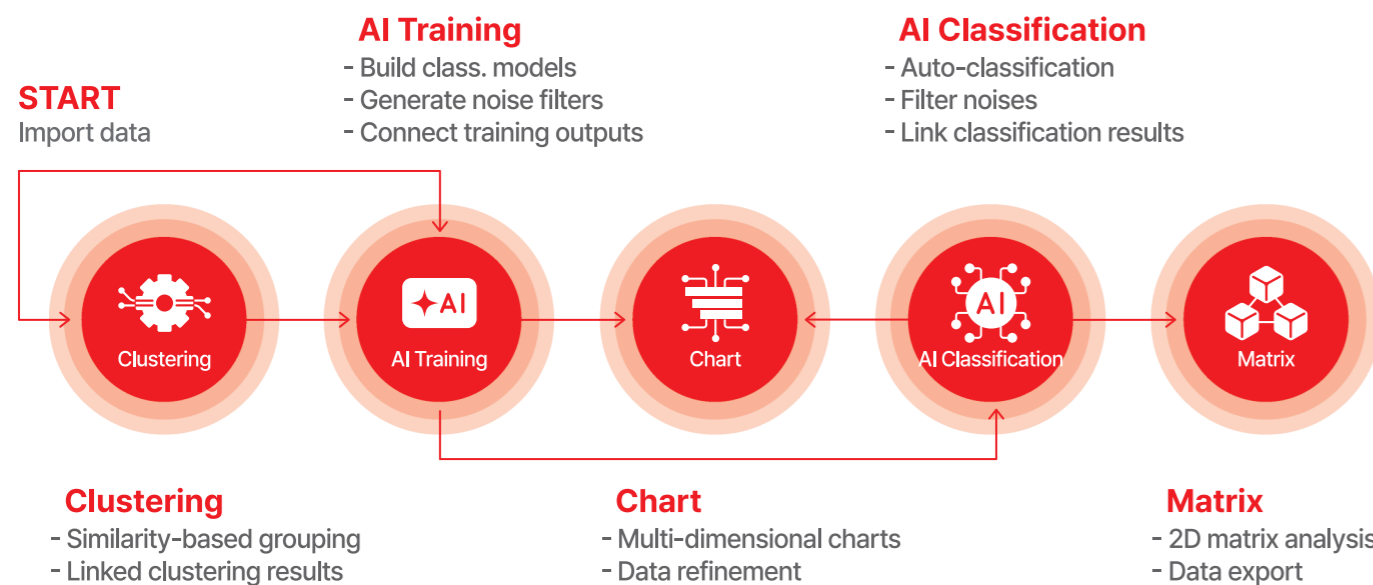 START
Import data
AI Training
- Build class. models
- Generate noise filters
- Connect training outputs
AI Classification
- Auto-classification
- Filter noises
- Link classification results
Clustering
AI
AI Training
Chart
AI
AI Classification
Matrix
Clustering
- Similarity-based grouping
- Linked clustering results
Chart
- Multi-dimensional charts
- Data refinement
Matrix
- 2D matrix analysis
- Data export